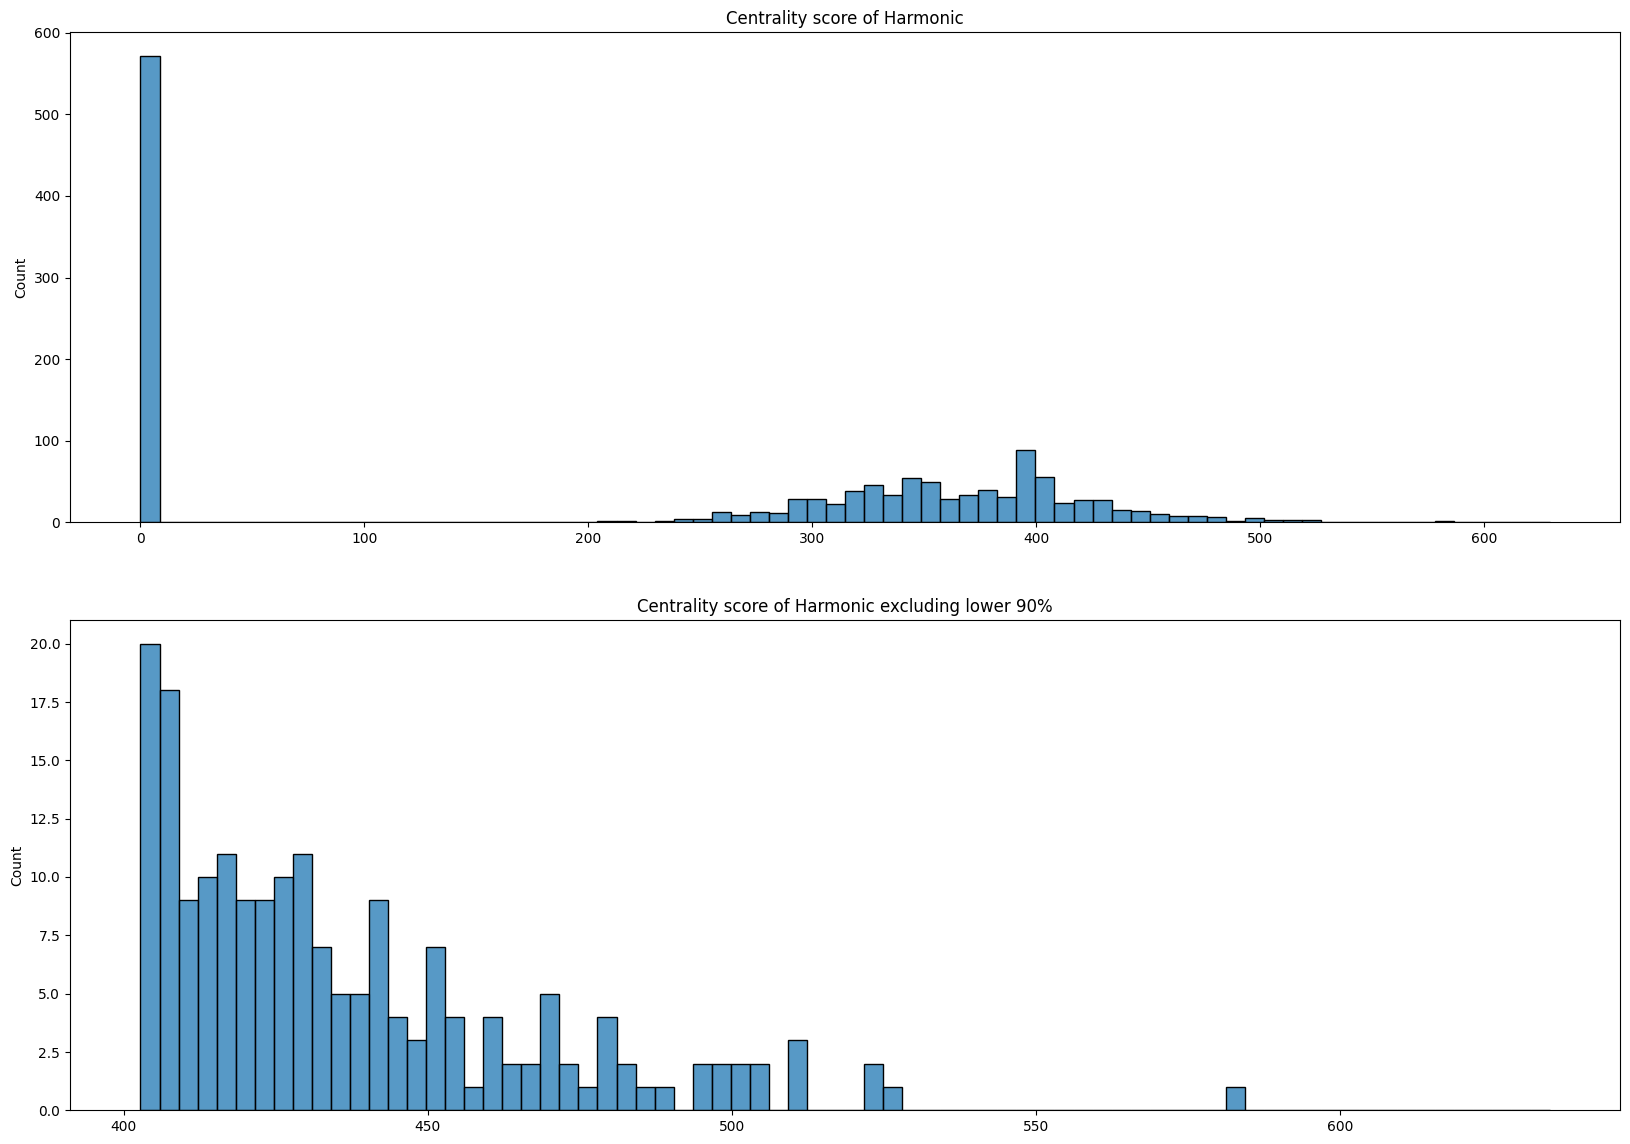 Centrality score of Harmonic
600
500
400
300
200
100
0
Count
0 100 200 300 400 500 600
Centrality score of Harmonic excluding lower 90%
20.0
17.5
15.0
12.5
10.0
7.5
5.0
2.5
0.0
Count
400 450 500 550 600